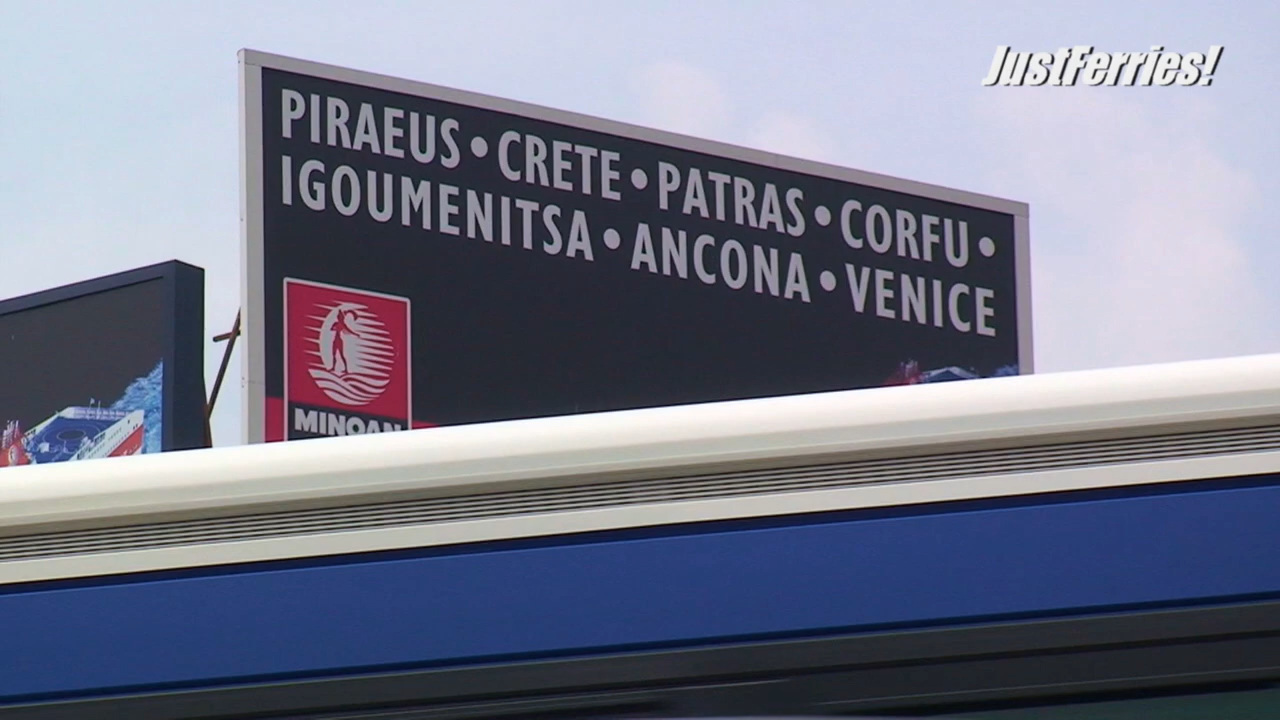 JustFerries!
PIRAEUS • CRETE • PATRAS • CORFU •
IGOUMENITSA • ANCONA • VENICE
MINOAN